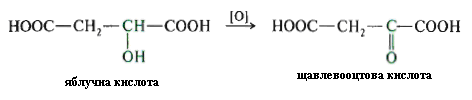 HOOC—CH₂—CH—COOH [O] → HOOC—CH₂—C—COOH
OH O
яблучна кислота щавлевооцтова кислота